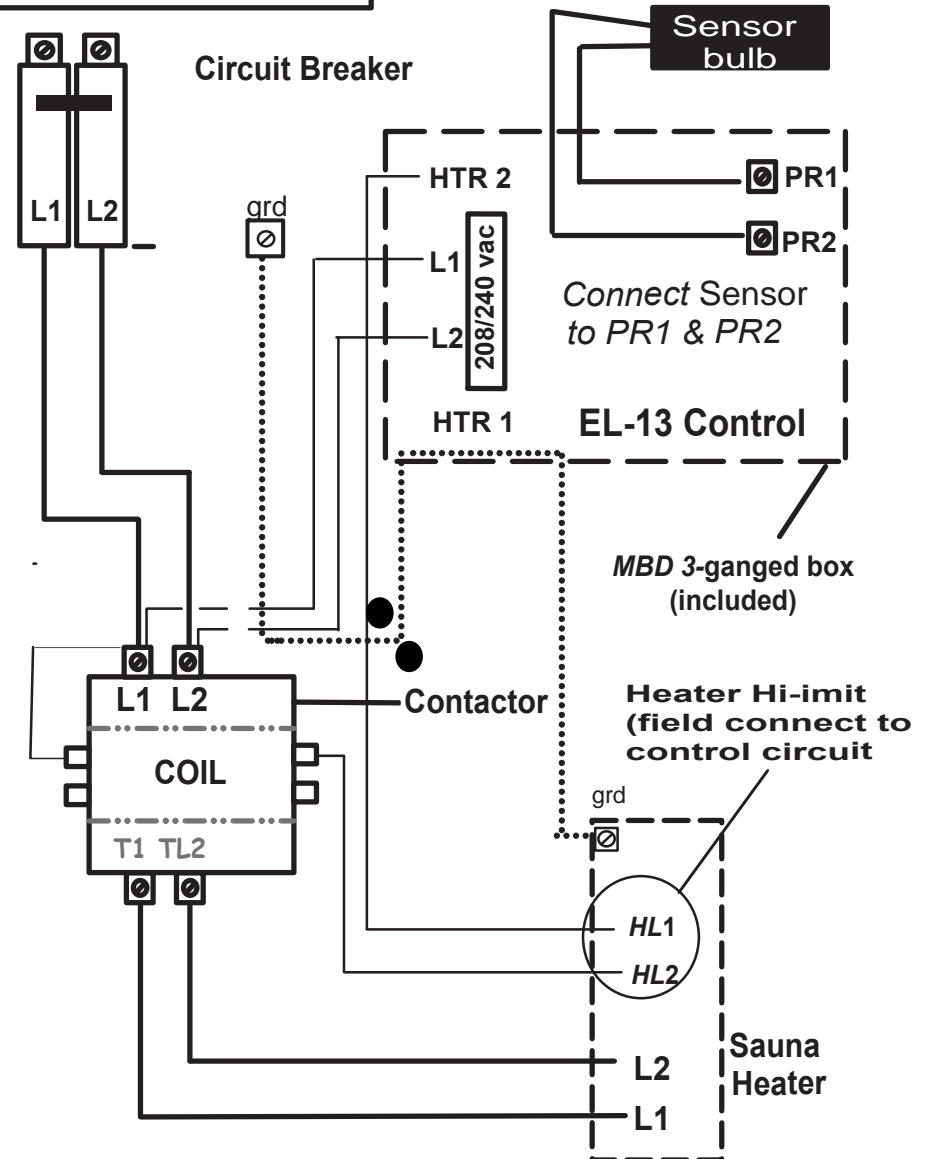 Sensor
bulb
Circuit Breaker
L1 L2
grd
HTR 2
L1
208/240 vac
L2
HTR 1
PR1
PR2
Connect Sensor
to PR1 & PR2
EL-13 Control
MBD 3-ganged box
(included)
L1 L2
Contactor
COIL
T1 TL2
Heater Hi-imit
(field connect to
control circuit
grd
HL1
HL2
L2
L1
Sauna
Heater